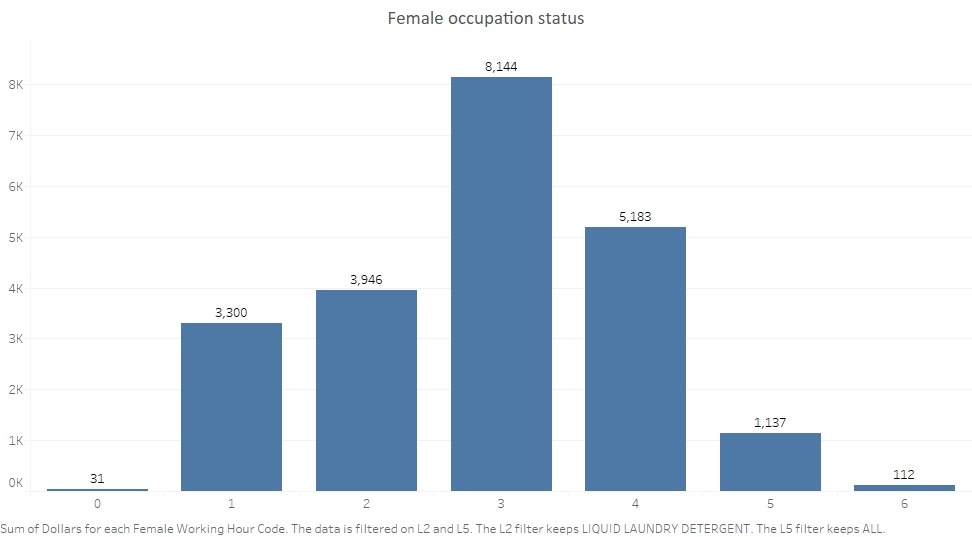 Female occupation status
8,144
8K
7K
6K
5,183
5K
3,946
4K
3,300
3K
2K
1,137
1K
31
112
0K
0 1 2 3 4 5 6
Sum of Dollars for each Female Working Hour Code. The data is filtered on L2 and L5. The L2 filter keeps LIQUID LAUNDRY DETERGENT. The L5 filter keeps ALL.